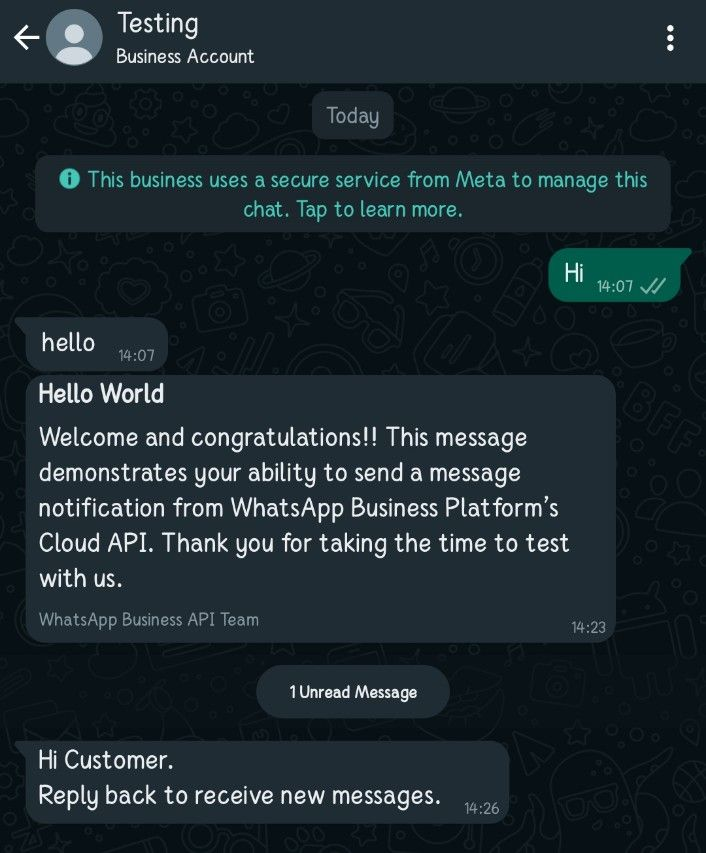 Testing
Business Account
Today
This business uses a secure service from Meta to manage this
chat. Tap to learn more.
Hi
14:07
hello
14:07
Hello World
Welcome and congratulations!! This message
demonstrates your ability to send a message
notification from WhatsApp Business Platform’s
Cloud API. Thank you for taking the time to test
with us.
WhatsApp Business API Team
14:23
1 Unread Message
Hi Customer.
Reply back to receive new messages.
14:26